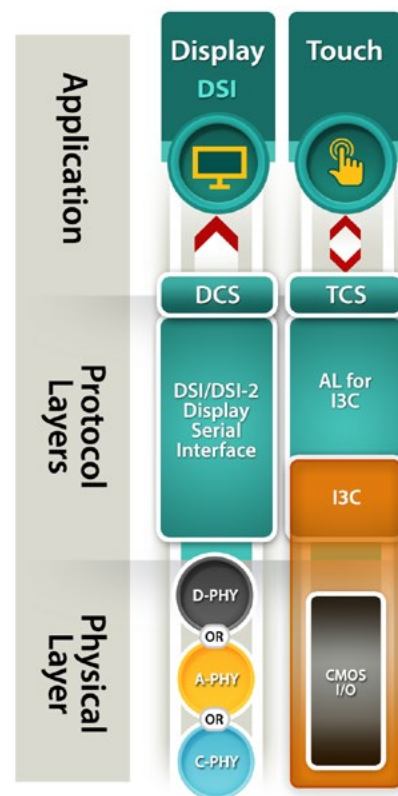 Application
Protocol
Layers
Physical
Layer
Display
DSI
DCS
DSI/DSI-2
Display
Serial
Interface
D-PHY
OR
A-PHY
OR
C-PHY
Touch
TCS
AL for
I3C
I3C
CMOS
I/O